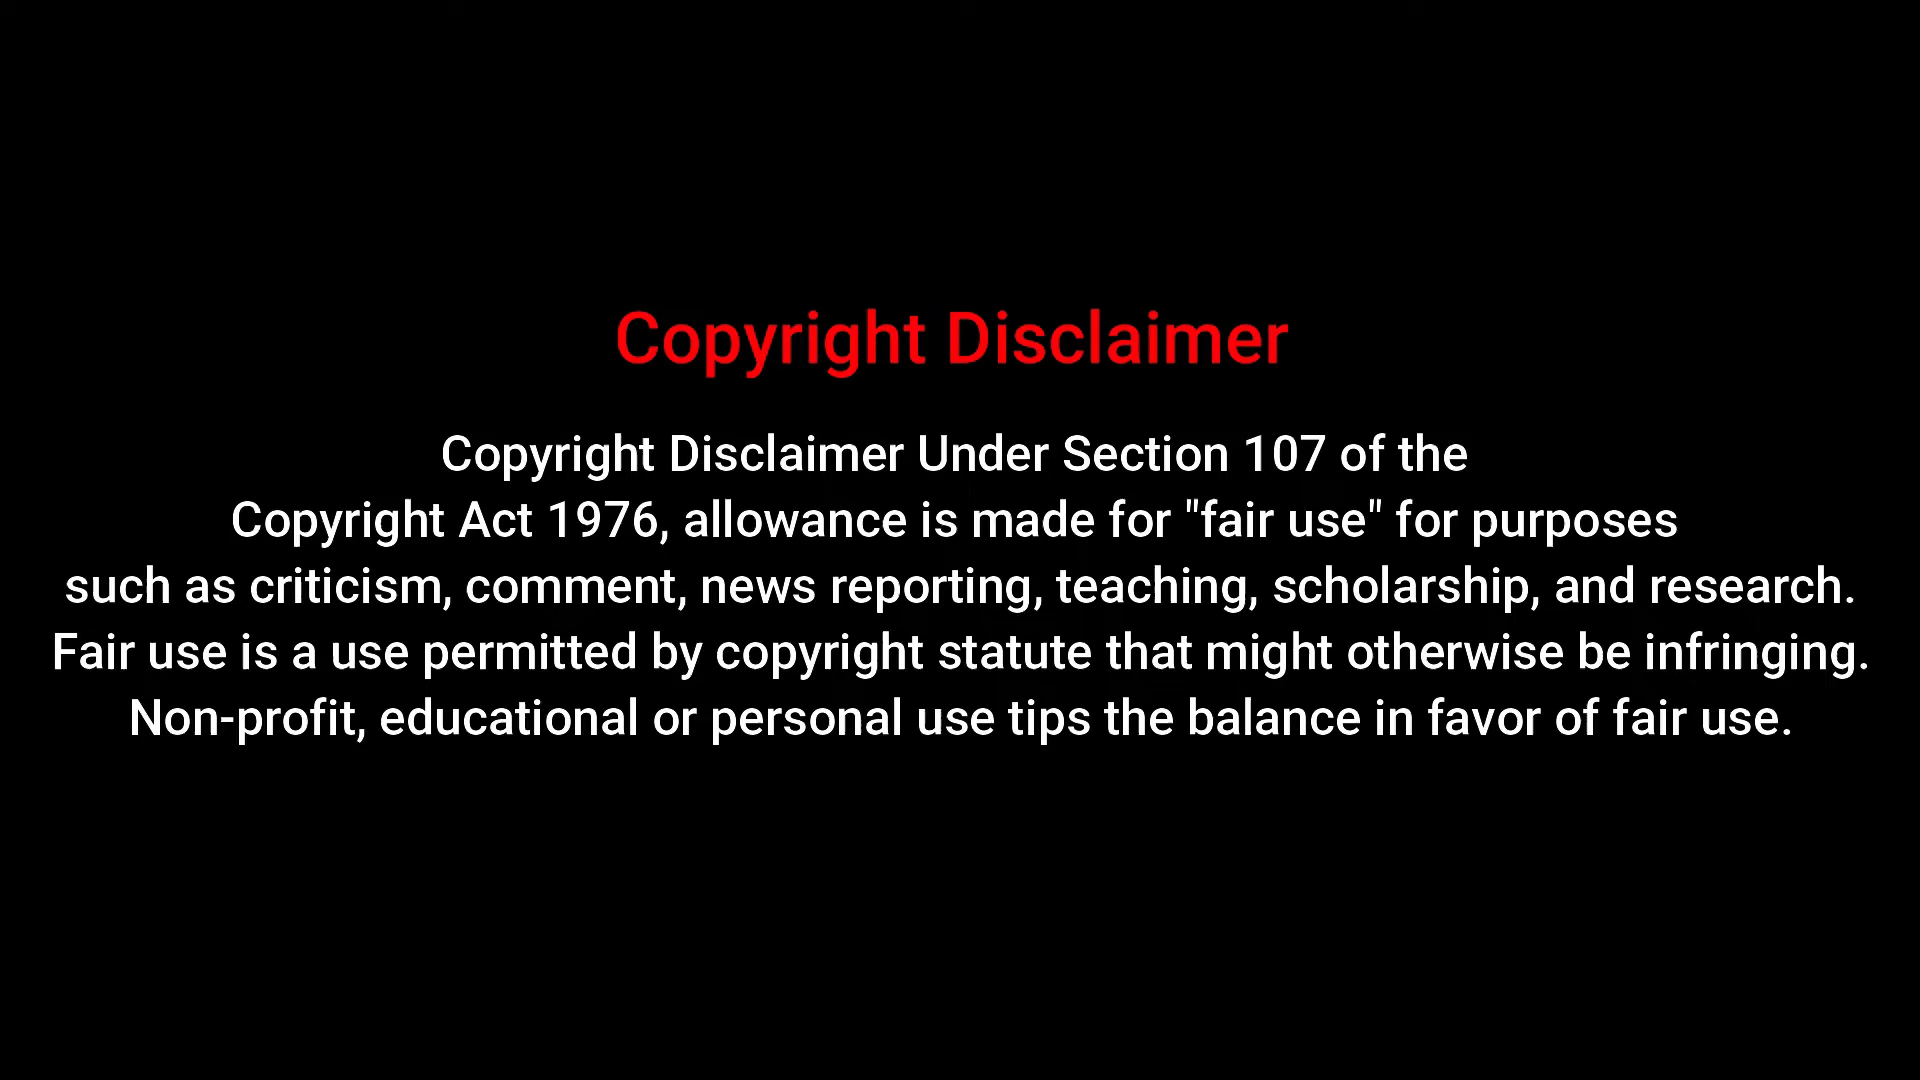 Copyright Disclaimer
Copyright Disclaimer Under Section 107 of the
Copyright Act 1976, allowance is made for "fair use" for purposes
such as criticism, comment, news reporting, teaching, scholarship, and research.
Fair use is a use permitted by copyright statute that might otherwise be infringing.
Non-profit, educational or personal use tips the balance in favor of fair use.